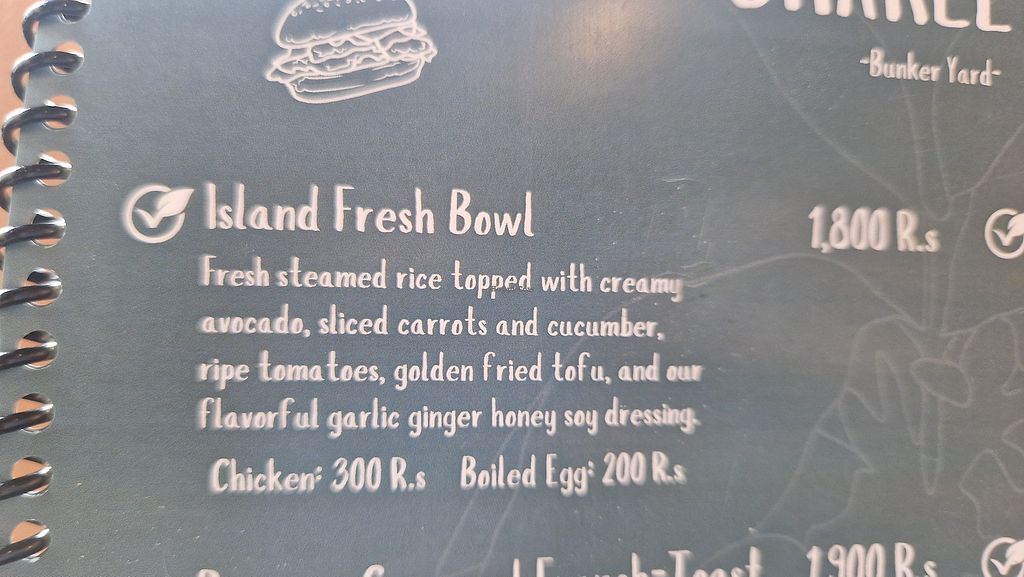 -Bunker Yard-
Island Fresh Bowl 1,800 R.s
Fresh steamed rice topped with creamy
avocado, sliced carrots and cucumber,
ripe tomatoes, golden fried tofu, and our
flavorful garlic ginger honey soy dressing.
Chicken: 300 R.s Boiled Egg: 200 R.s
French-Toast 1,900 R.s